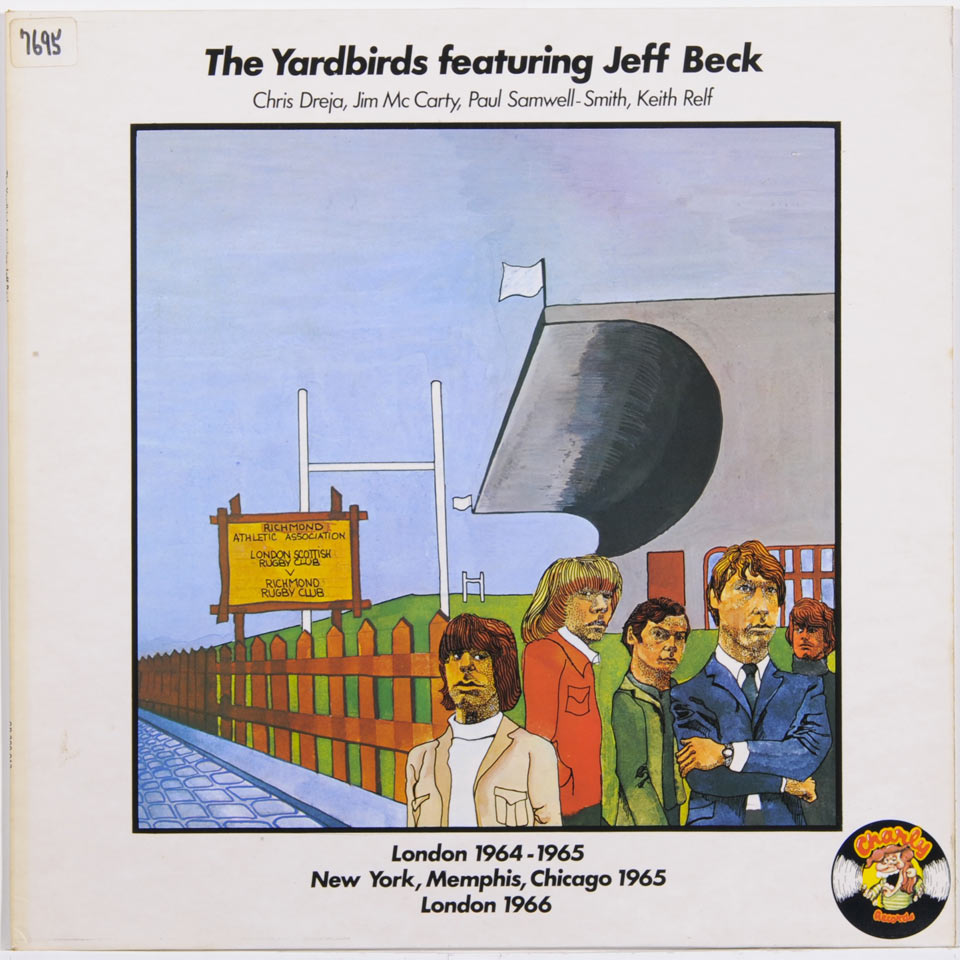 7695
The Yardbirds featuring Jeff Beck
Chris Dreja, Jim Mc Carty, Paul Samwell-Smith, Keith Relf
RICHMOND
ATHLETIC ASSOCIATION
LONDON SCOTTISH
RUGBY CLUB
V
RICHMOND
RUGBY CLUB
London 1964-1965
New York, Memphis, Chicago 1965
London 1966
Charly
Records